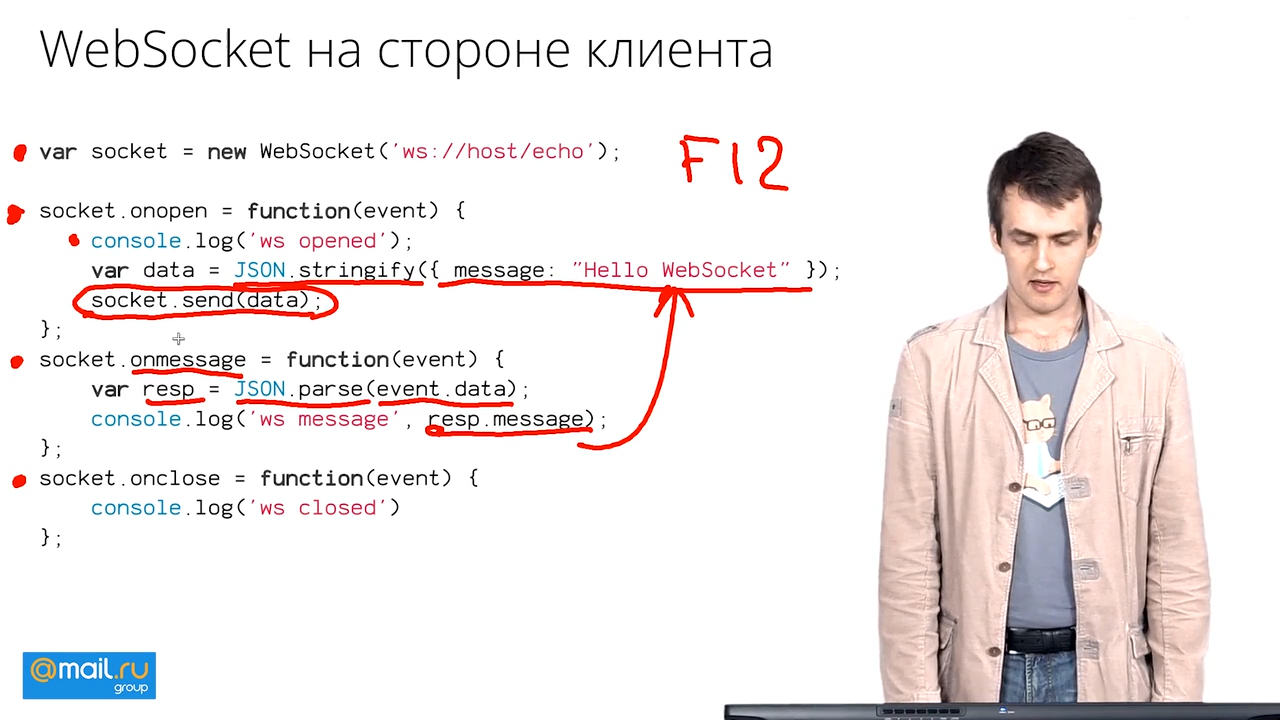 WebSocket на стороне клиента
var socket = new WebSocket('ws://host/echo');
F12
socket.onopen = function(event) {
console.log('ws opened');
var data = JSON.stringify({ message: "Hello WebSocket" });
socket.send(data);
};
socket.onmessage = function(event) {
var resp = JSON.parse(event.data);
console.log('ws message', resp.message);
};
socket.onclose = function(event) {
console.log('ws closed')
};
@mail.ru
group